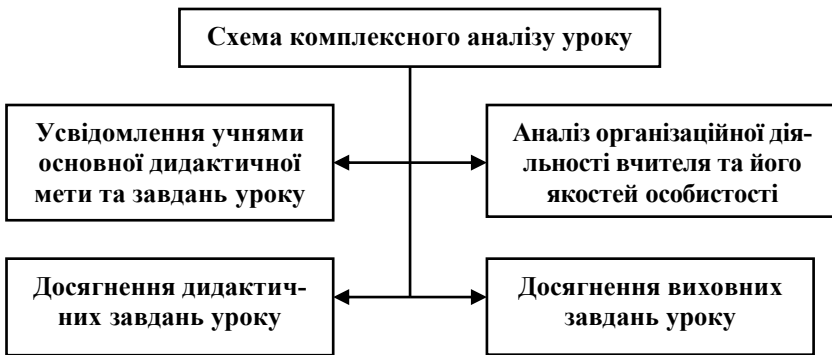 Схема комплексного аналізу уроку
Усвідомлення учнями
основної дидактичної
мети та завдань уроку
Аналіз організаційної дія-
льності вчителя та його
якостей особистості
Досягнення дидактич-
них завдань уроку
Досягнення виховних
завдань уроку